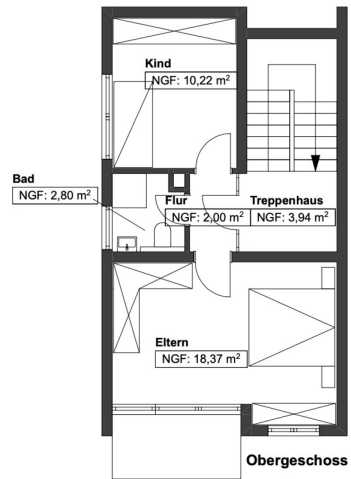 Kind
NGF: 10,22 m²
Bad
NGF: 2,80 m²
Flur
NGF: 2,00 m²
Treppenhaus
NGF: 3,94 m²
Eltern
NGF: 18,37 m²
Obergeschoss